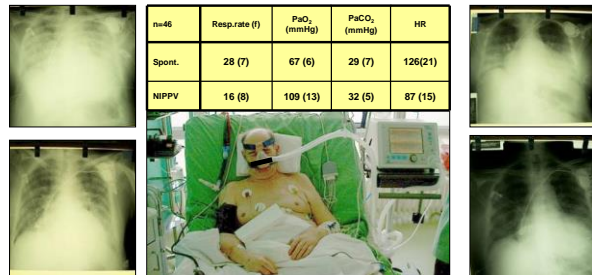 n=46 Resp.rate (f) PaO2 (mmHg) PaCO2 (mmHg) HR
Spont. 28 (7) 67 (6) 29 (7) 126(21)
NIPPV 16 (8) 109 (13) 32 (5) 87 (15)